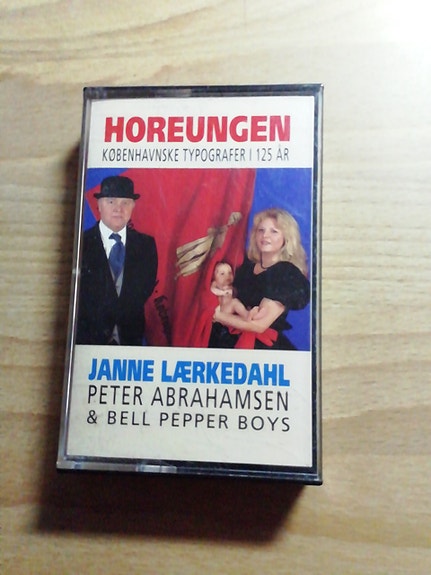 HOREUNGEN
KØBENHAVNSKE TYPOGRAFER I 125 ÅR
JANNE LÆRKEDAHL
PETER ABRAHAMSEN
& BELL PEPPER BOYS